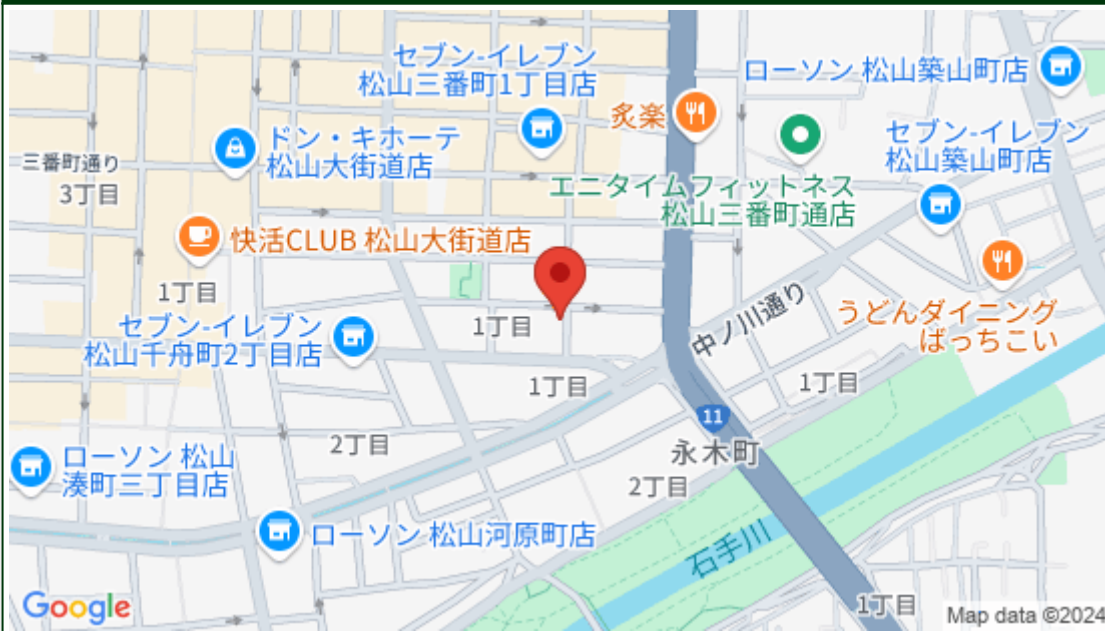 セブン-イレブン
松山三番町1丁目店
ローソン 松山築山町店
炙楽
ドン・キホーテ
松山大街道店
セブン-イレブン
松山築山町店
三番町通り
3丁目
エニタイムフィットネス
松山三番町通店
快活CLUB 松山大街道店
1丁目
中ノ川通り
うどんダイニング
ばっちこい
セブン-イレブン
松山千舟町2丁目店
1丁目
1丁目
1丁目
11
2丁目
永木町
ローソン 松山
湊町三丁目店
2丁目
ローソン 松山河原町店
石手川
1丁目
Google
Map data ©2024